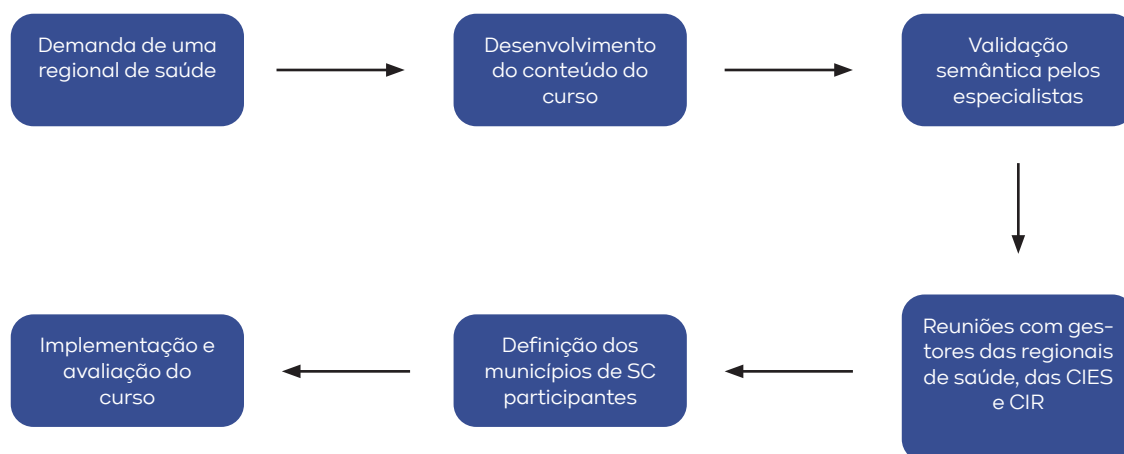 Demanda de uma
regional de saúde
Desenvolvimento
do conteúdo do
curso
Validação
semântica pelos
especialistas
Reuniões com ges-
tores das regionais
de saúde, das CIES
e CIR
Definição dos
municípios de SC
participantes
Implementação e
avaliação do
curso